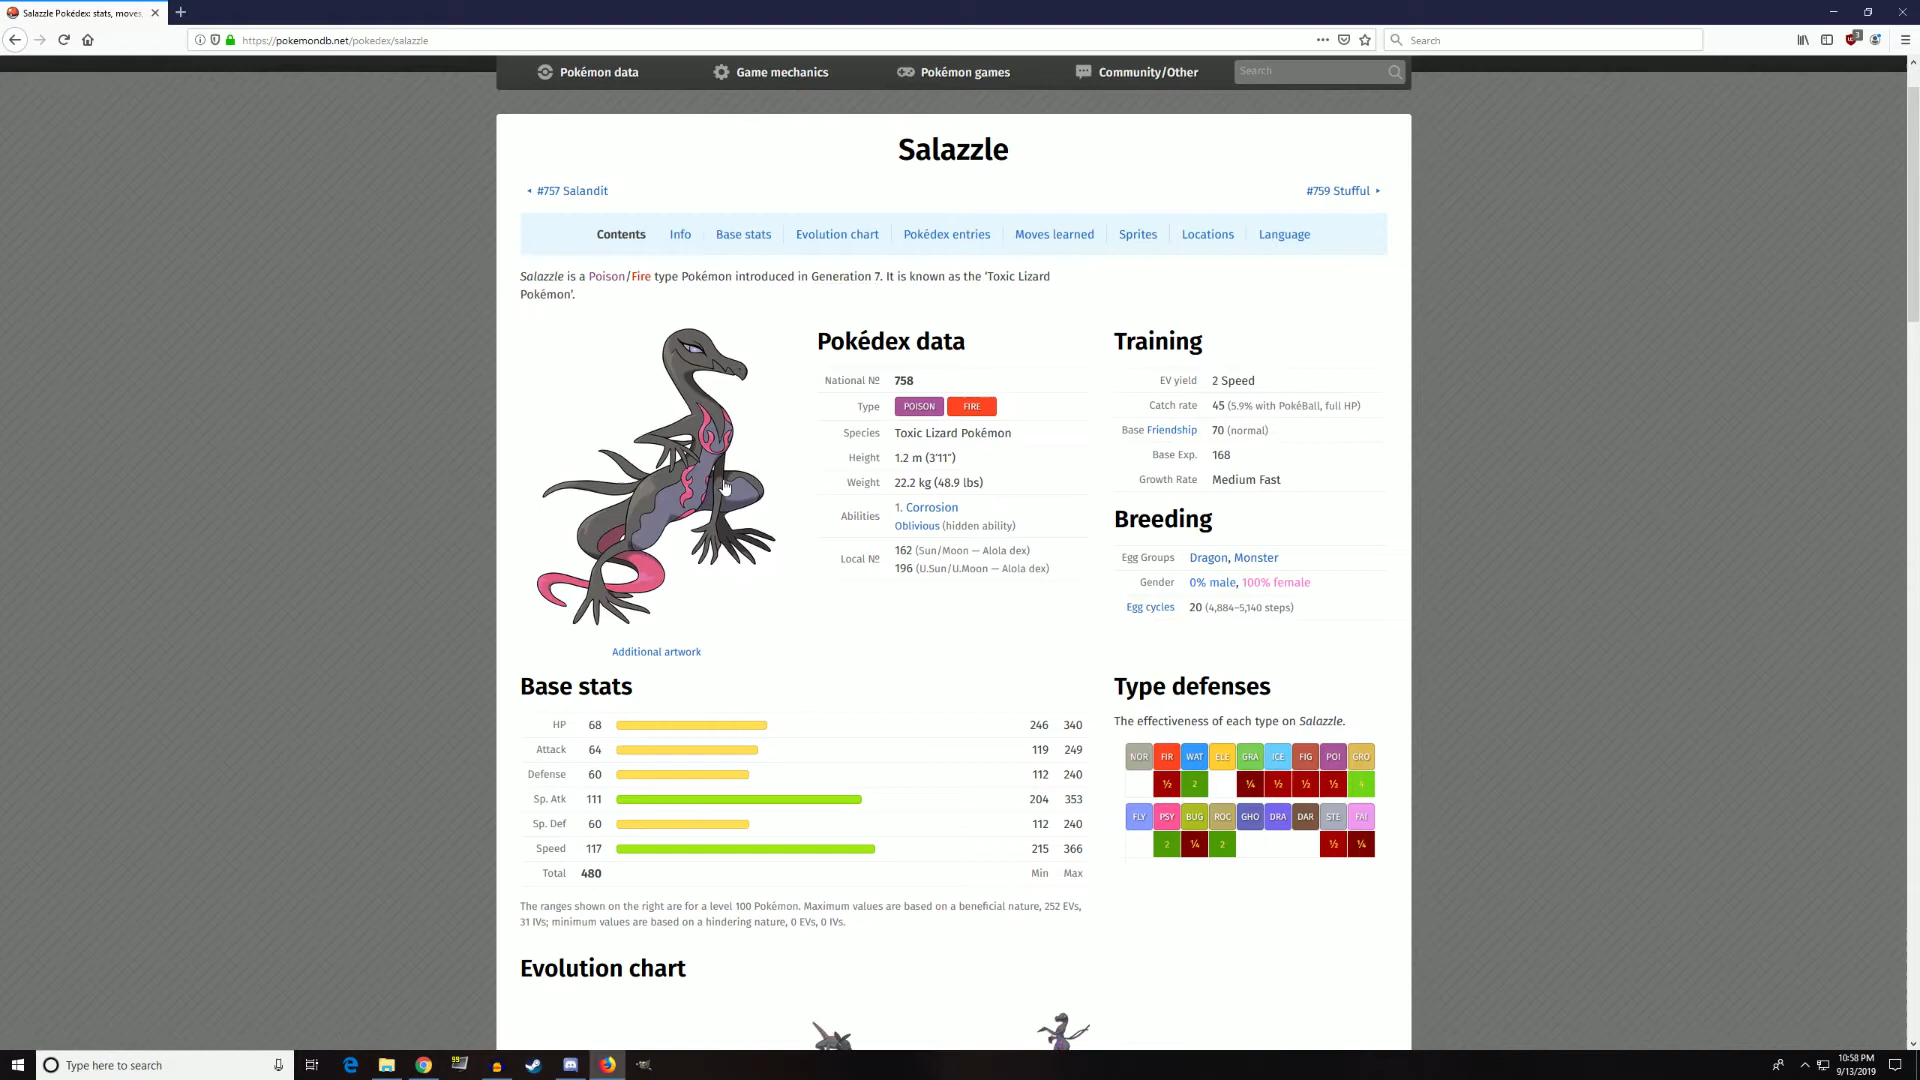 Salazzle Pokédex: stats, moves,
https://pokemondb.net/pokedex/salazzle
Search
3
Pokémon data
Game mechanics
Pokémon games
Community/Other
Search
Salazzle
#757 Salandit
#759 Stufful
Contents
Info
Base stats
Evolution chart
Pokédex entries
Moves learned
Sprites
Locations
Language
Salazzle is a Poison/Fire type Pokémon introduced in Generation 7. It is known as the ‘Toxic Lizard
Pokémon’.
Additional artwork
Pokédex data
National № 758
Type POISON FIRE
Species Toxic Lizard Pokémon
Height 1.2 m (3′11″)
Weight 22.2 kg (48.9 lbs)
Abilities 1. Corrosion
Oblivious (hidden ability)
Local № 162 (Sun/Moon — Alola dex)
196 (U.Sun/U.Moon — Alola dex)
Training
EV yield 2 Speed
Catch rate 45 (5.9% with PokéBall, full HP)
Base Friendship 70 (normal)
Base Exp. 168
Growth Rate Medium Fast
Breeding
Egg Groups Dragon, Monster
Gender 0% male, 100% female
Egg cycles 20 (4,884–5,140 steps)
Base stats
HP 68 246 340
Attack 64 119 249
Defense 60 112 240
Sp. Atk 111 204 353
Sp. Def 60 112 240
Speed 117 215 366
Total 480 Min Max
The ranges shown on the right are for a level 100 Pokémon. Maximum values are based on a beneficial nature, 252 EVs,
31 IVs; minimum values are based on a hindering nature, 0 EVs, 0 IVs.
Type defenses
The effectiveness of each type on Salazzle.
NOR FIR WAT ELE GRA ICE FIG POI GRO
½ 2 ¼ ½ ½ ½ 4
FLY PSY BUG ROC GHO DRA DAR STE FAI
2 ¼ 2 ½ ¼
Evolution chart
Type here to search
99
10:58 PM
9/13/2019